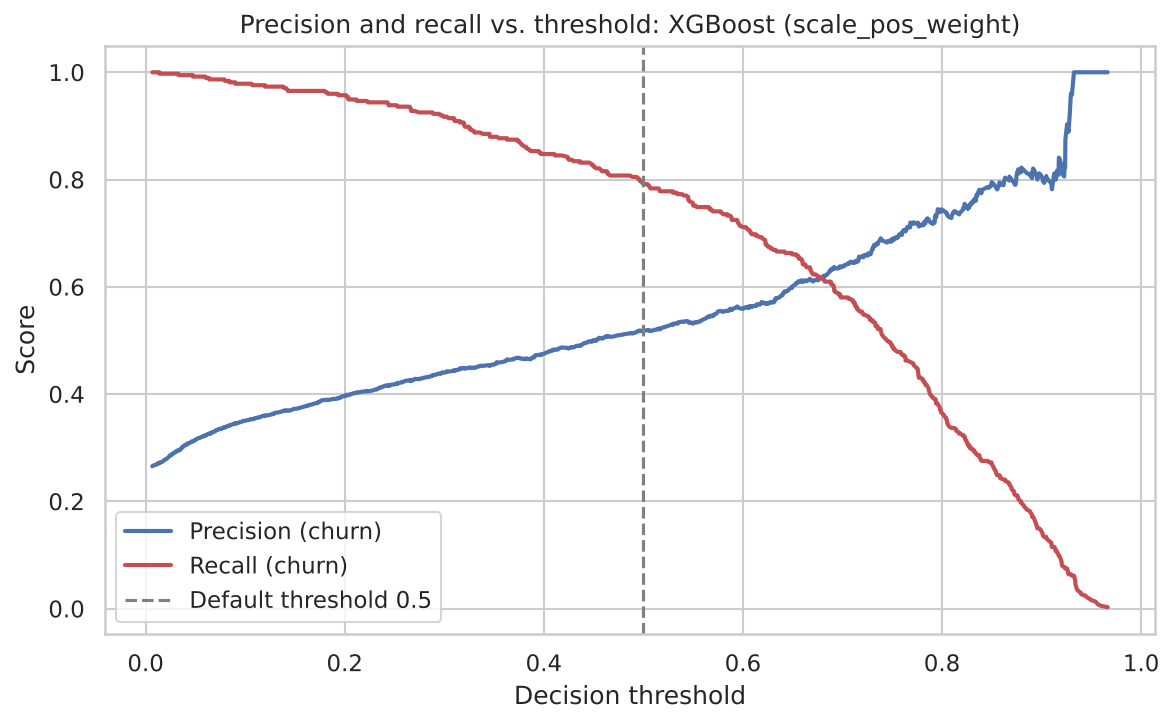 Precision and recall vs. threshold: XGBoost (scale_pos_weight)
1.0
0.8
0.6
0.4
0.2
0.0
Score
Precision (churn)
Recall (churn)
Default threshold 0.5
0.0 0.2 0.4 0.6 0.8 1.0
Decision threshold